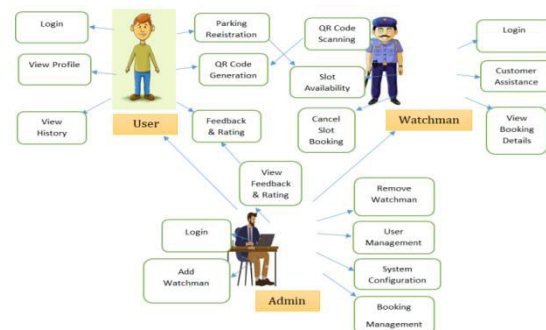 Login
Parking
Registration
QR Code
Scanning
Login
View Profile
QR Code
Generation
Slot
Availability
Customer
Assistance
View
History
User
Feedback
& Rating
Cancel
Slot
Booking
Watchman
View
Booking
Details
View
Feedback
& Rating
Remove
Watchman
Login
User
Management
Add
Watchman
System
Configuration
Admin
Booking
Management